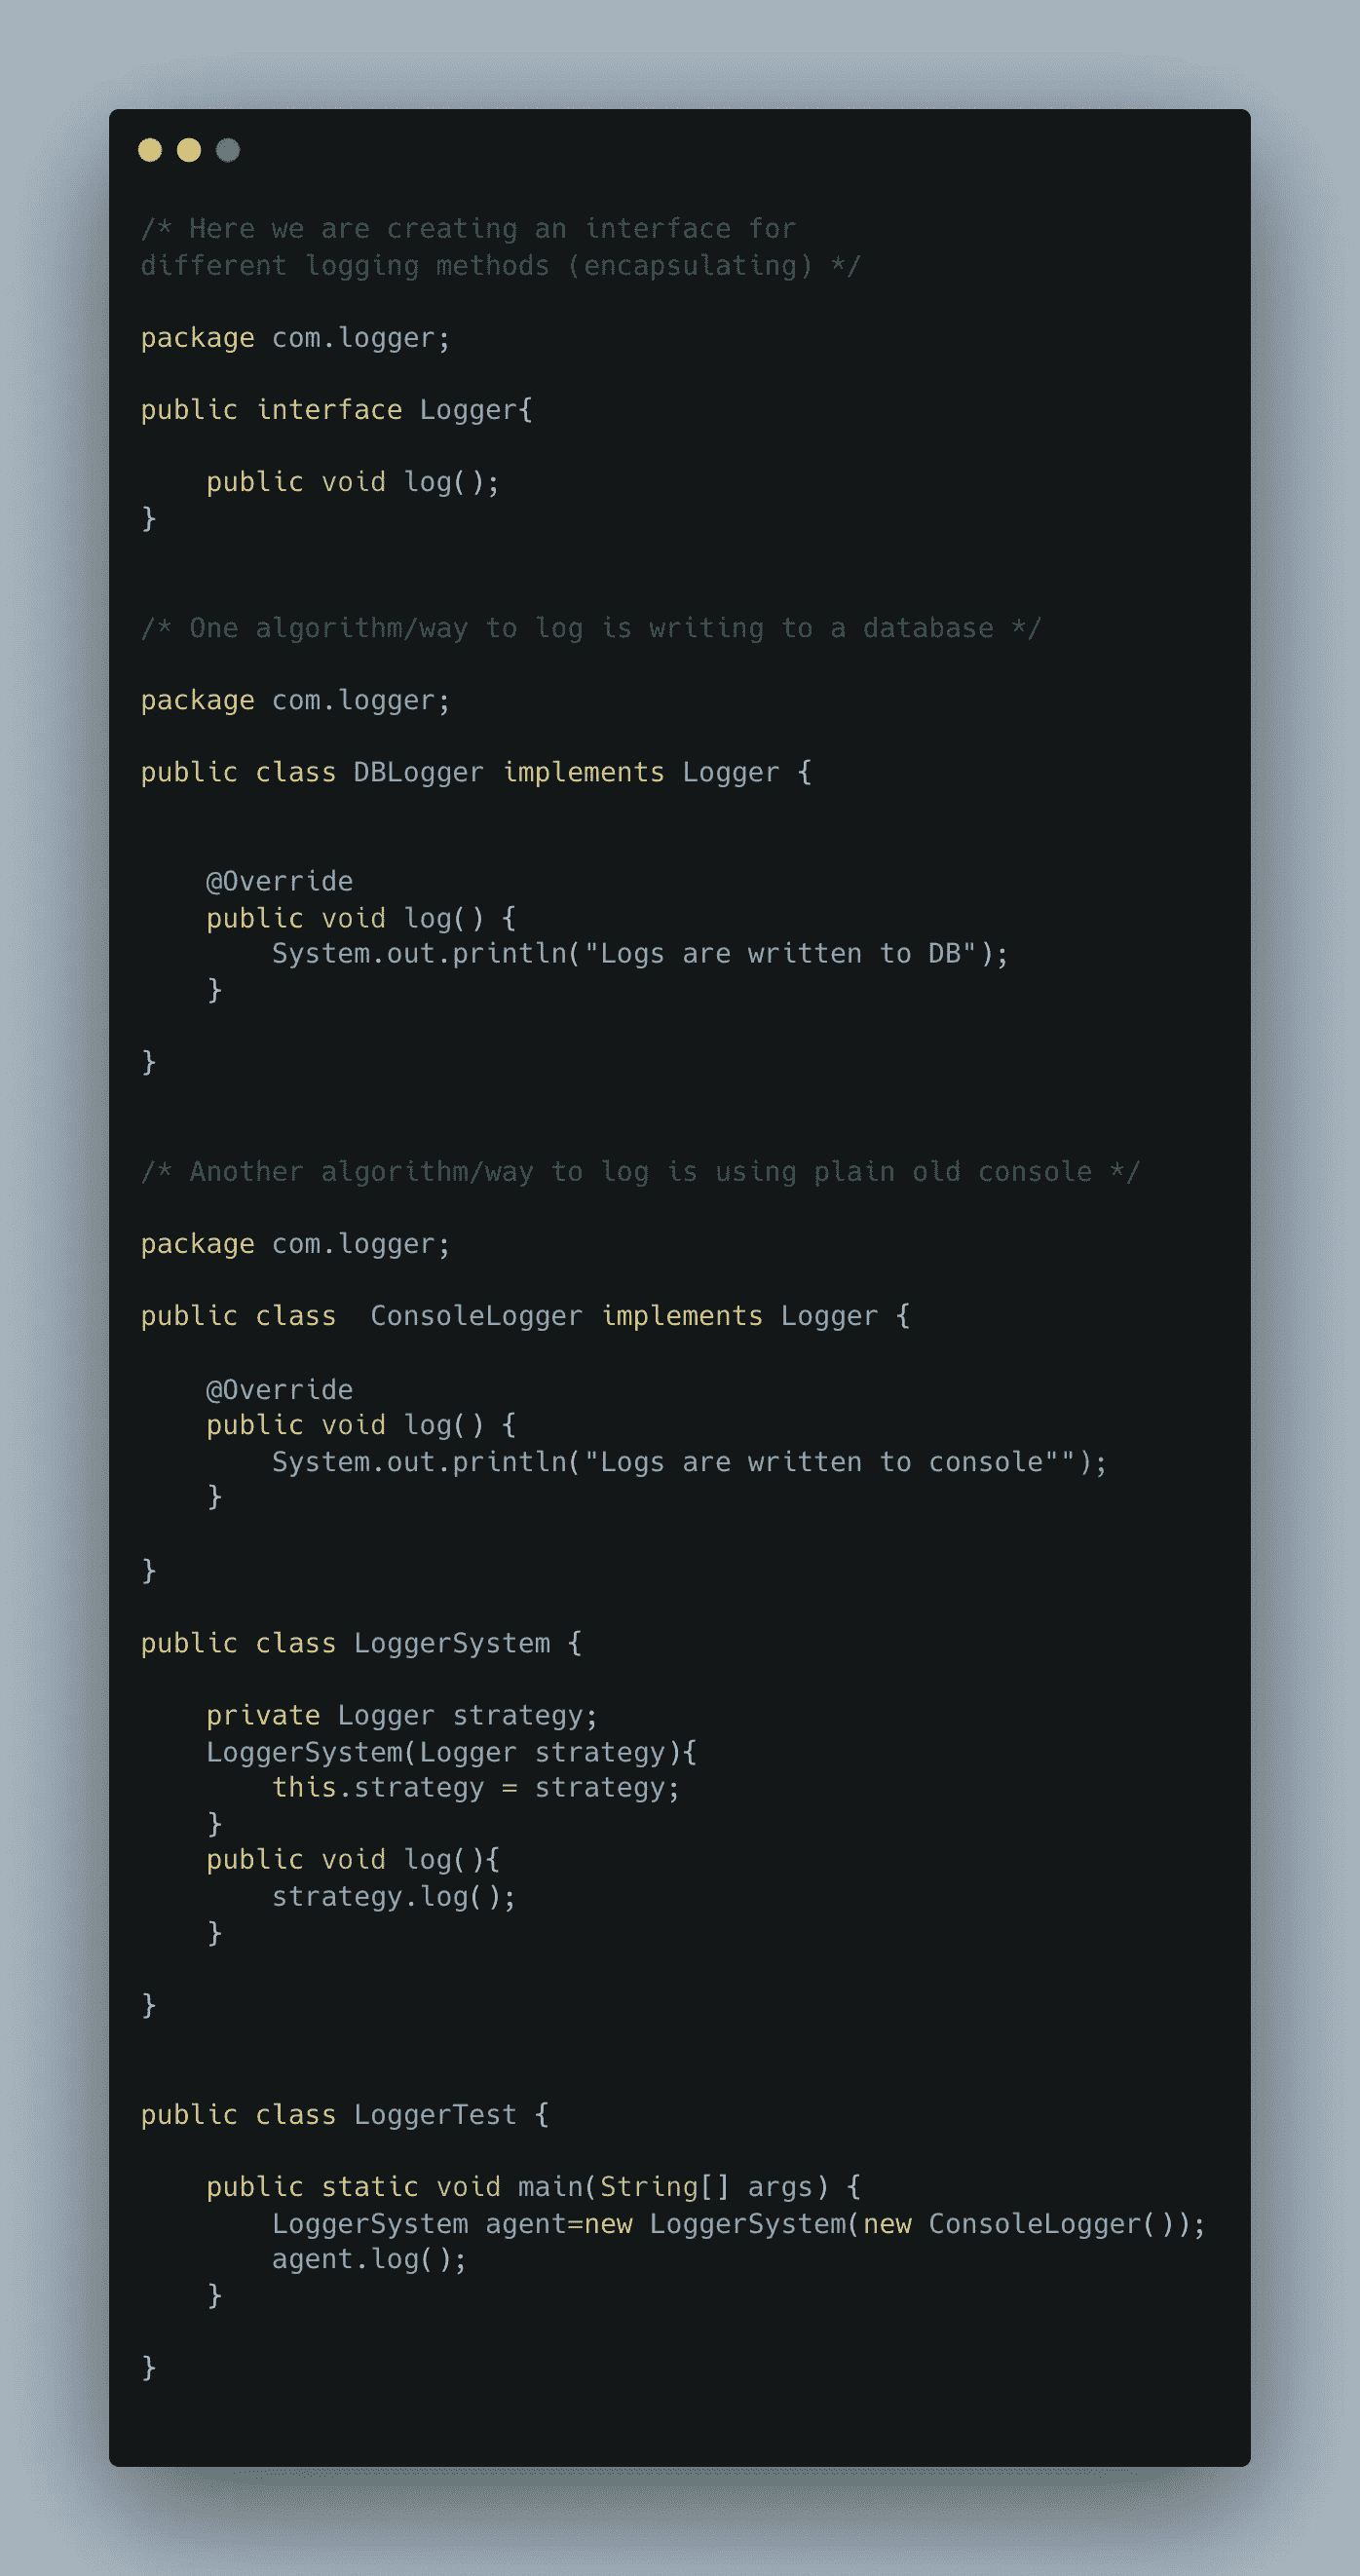 /* Here we are creating an interface for
different logging methods (encapsulating) */
package com.logger;
public interface Logger{
    public void log();
}
/* One algorithm/way to log is writing to a database */
package com.logger;
public class DBLogger implements Logger {
    @Override
    public void log() {
        System.out.println("Logs are written to DB");
    }
}
/* Another algorithm/way to log is using plain old console */
package com.logger;
public class  ConsoleLogger implements Logger {
    @Override
    public void log() {
        System.out.println("Logs are written to console"");
    }
}
public class LoggerSystem {
    private Logger strategy;
    LoggerSystem(Logger strategy){
        this.strategy = strategy;
    }
    public void log(){
        strategy.log();
    }
}
public class LoggerTest {
    public static void main(String[] args) {
        LoggerSystem agent=new LoggerSystem(new ConsoleLogger());
        agent.log();
    }
}